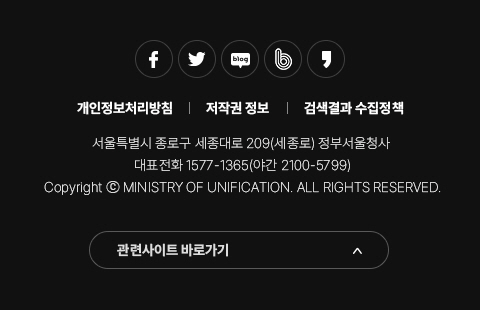 blog
개인정보처리방침 | 저작권 정보 | 검색결과 수집정책
서울특별시 종로구 세종대로 209(세종로) 정부서울청사
대표전화 1577-1365(야간 2100-5799)
Copyright ⓒ MINISTRY OF UNIFICATION. ALL RIGHTS RESERVED.
관련사이트 바로가기